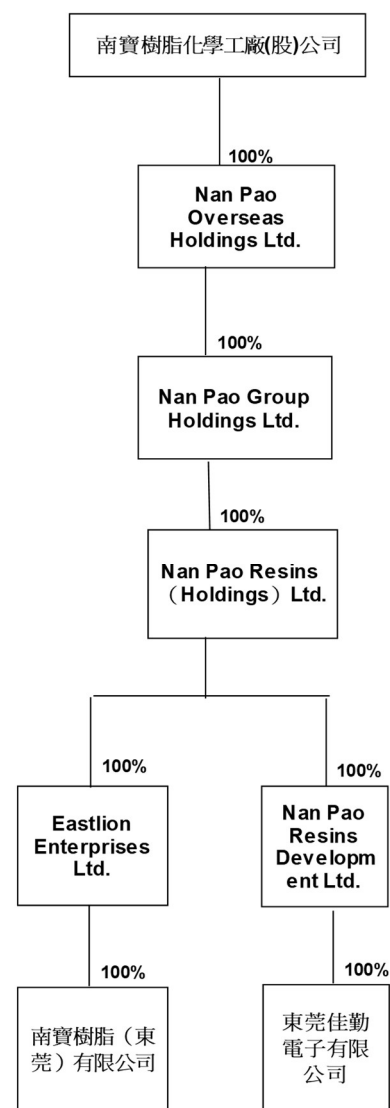 南寶樹脂化學工廠(股)公司
100%
Nan Pao
Overseas
Holdings Ltd.
100%
Nan Pao Group
Holdings Ltd.
100%
Nan Pao Resins
（Holdings）Ltd.
100%
100%
Eastlion
Enterprises
Ltd.
Nan Pao
Resins
Developm
ent Ltd.
100%
100%
南寶樹脂（東
莞）有限公司
東莞佳勤
電子有限
公司